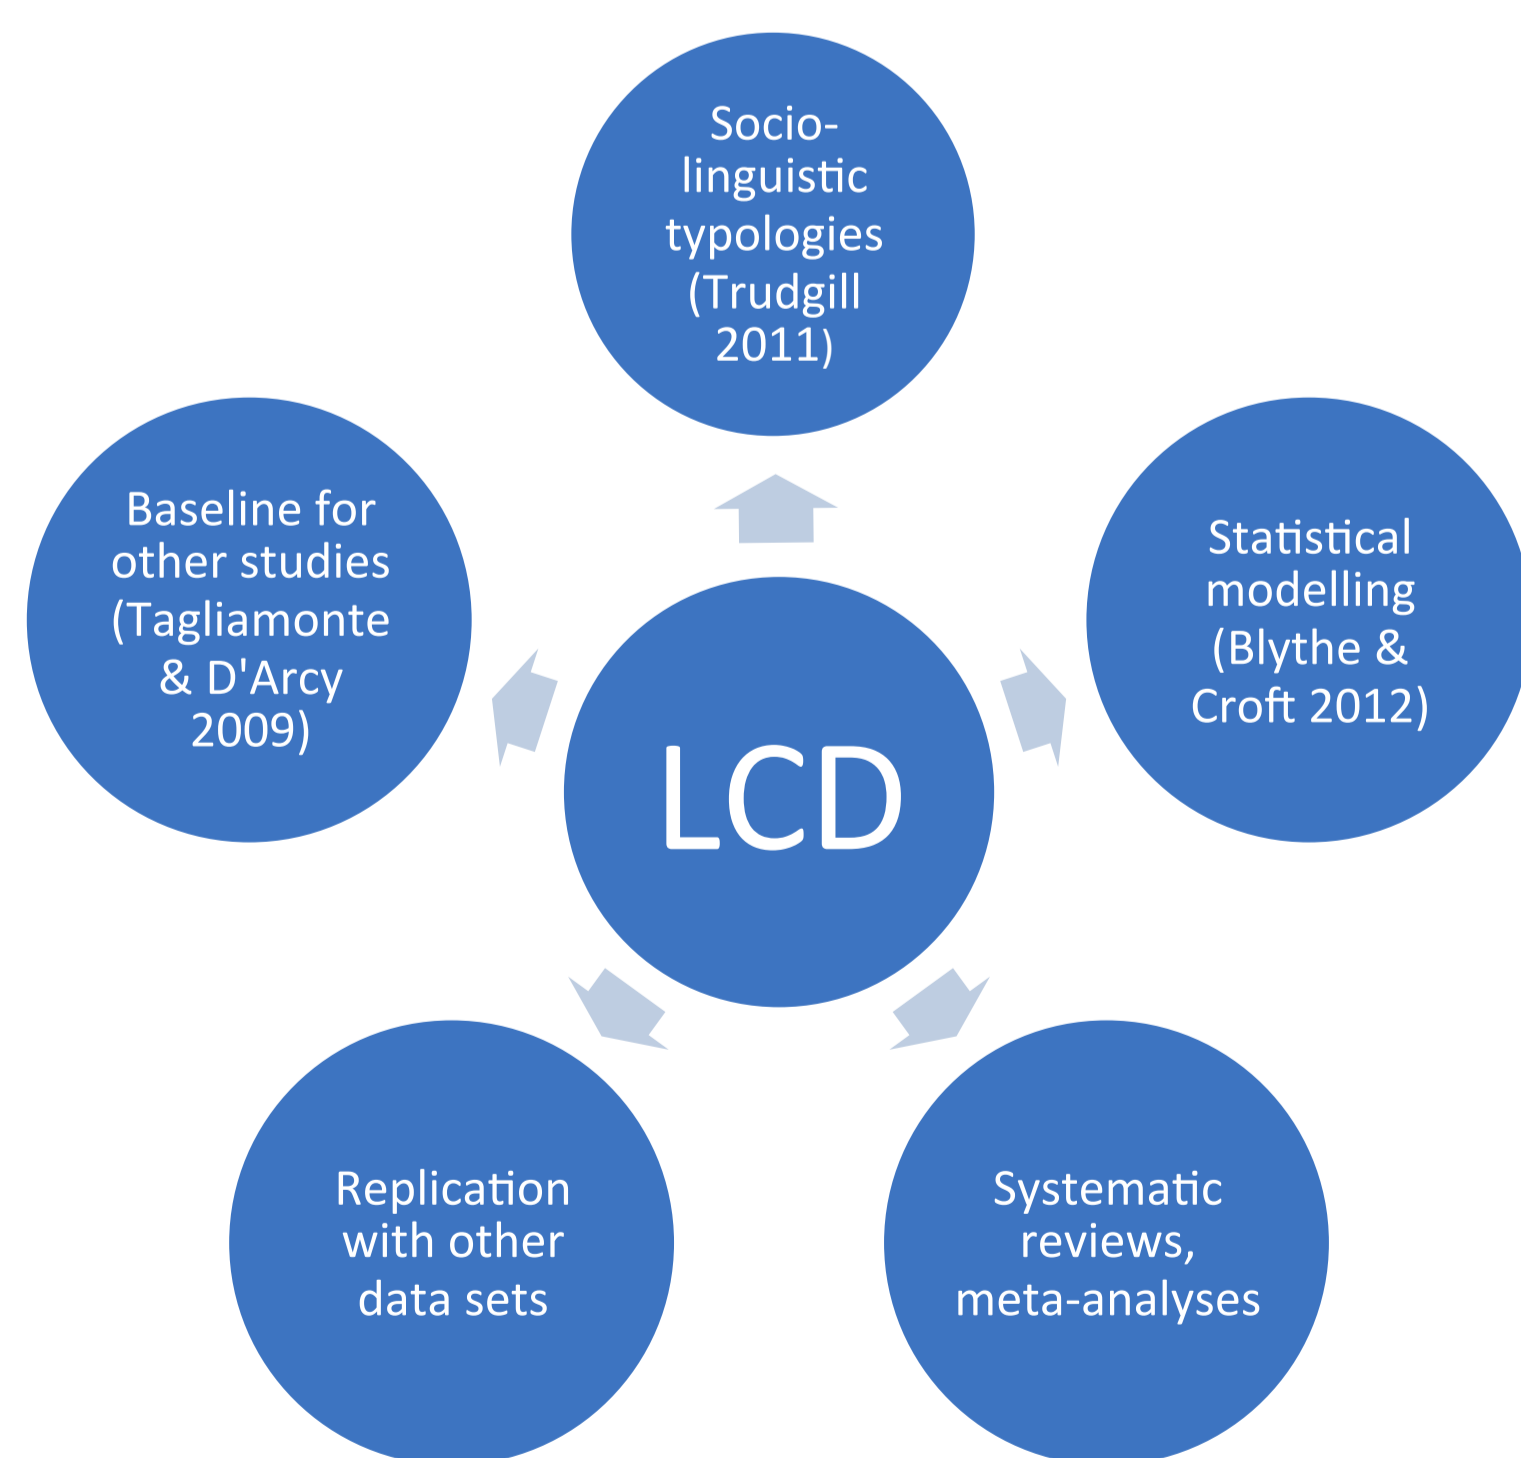 Socio-
linguistic
typologies
(Trudgill
2011)
Statistical
modelling
(Blythe &
Croft 2012)
Systematic
reviews,
meta-analyses
Replication
with other
data sets
Baseline for
other studies
(Tagliamonte
& D'Arcy
2009)
LCD